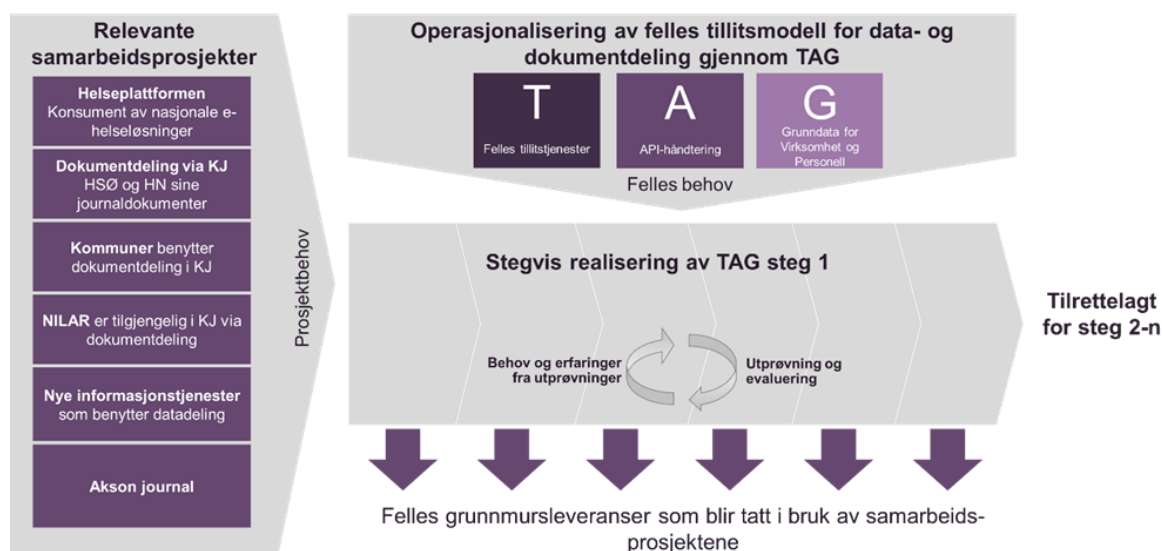 Relevante
samarbeidsprosjekter
Helseplattformen
Konsument av nasjonale e-
helseløsninger
Dokumentdeling via KJ
HSØ og HN sine
journaldokumenter
Kommuner benytter
dokumentdeling i KJ
NILAR er tilgjengelig i KJ via
dokumentdeling
Nye informasjonstjenester
som benytter datadeling
Akson journal
Prosjektbehov
Operasjonalisering av felles tillitsmodell for data- og
dokumentdeling gjennom TAG
T
Felles tillitstjenester
A
API-håndtering
G
Grunndata for
Virksomhet og
Personell
Felles behov
Stegvis realisering av TAG steg 1
Behov og erfaringer
fra utprøvninger
Utprøvning og
evaluering
Tilrettelagt
for steg 2-n
Felles grunnmursleveranser som blir tatt i bruk av samarbeids-
prosjektene